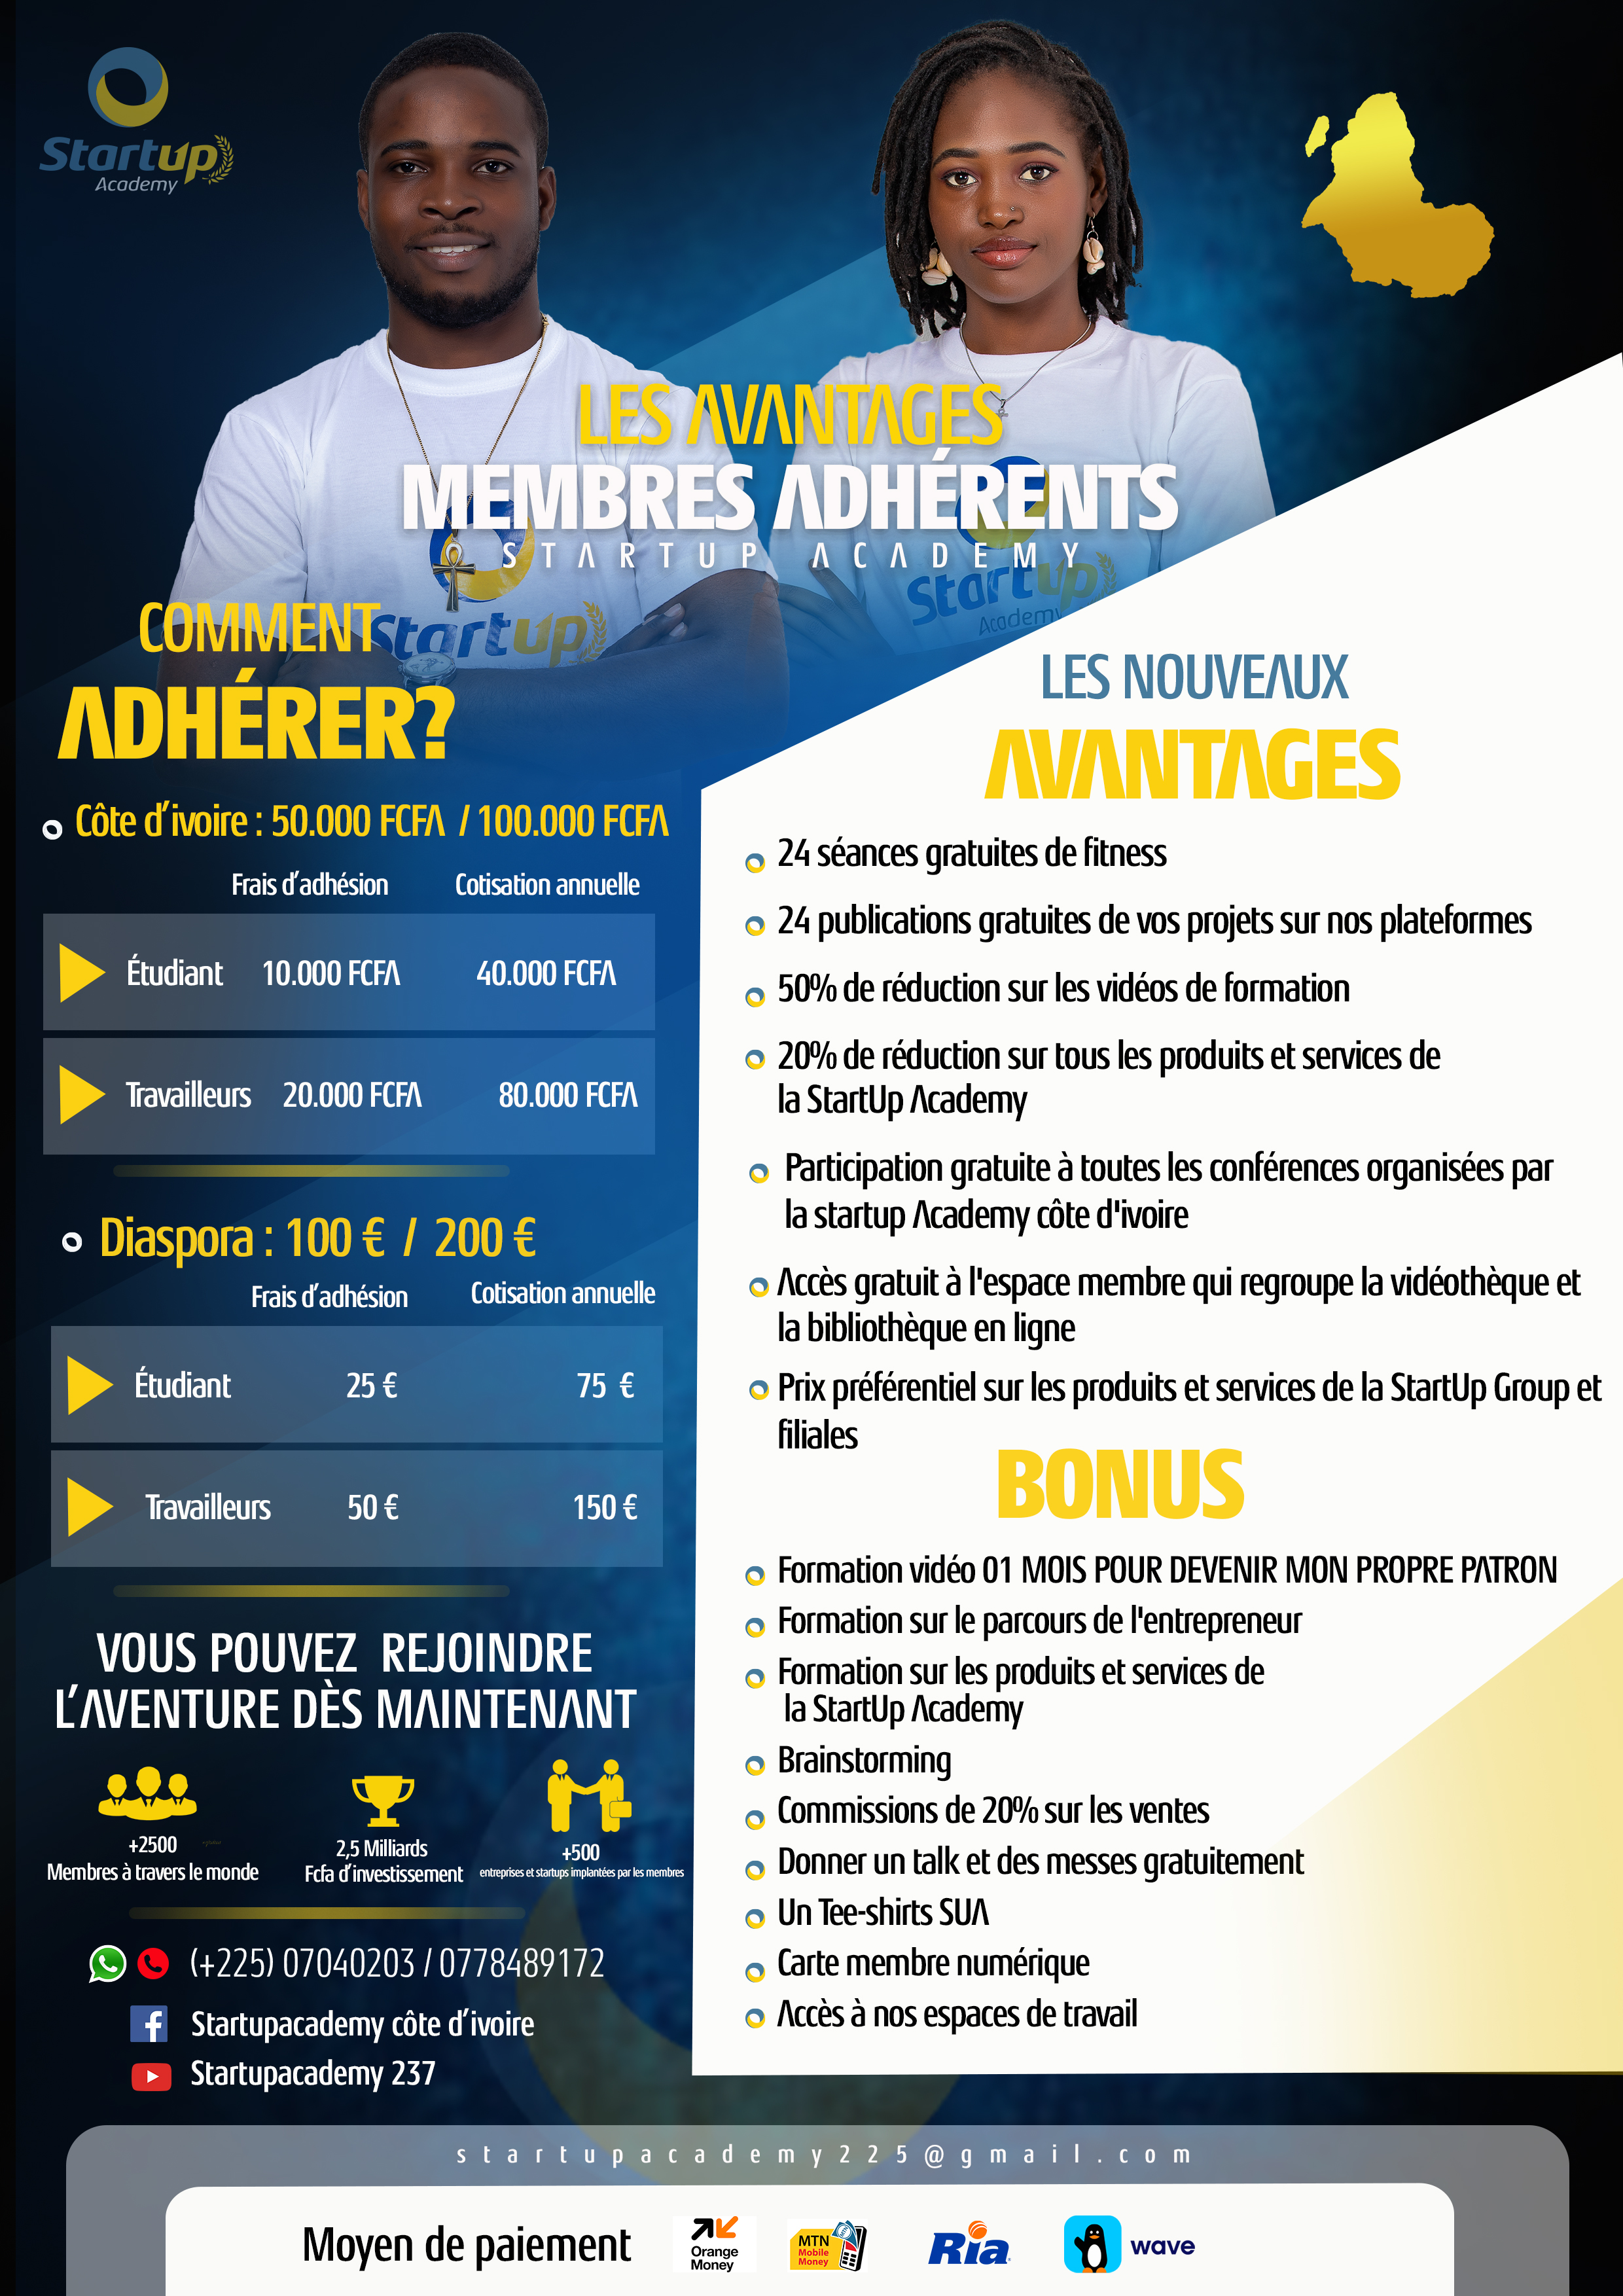 Startup
Academy
LES AVANTAGES
MEMBRES ADHÉRENTS
STARTUP ACADEMY
Startup
Startup
Academy
COMMENT
ADHÉRER?
Côte d'ivoire : 50.000 FCFA / 100.000 FCFA
Frais d'adhésion Cotisation annuelle
Étudiant 10.000 FCFA 40.000 FCFA
Travailleurs 20.000 FCFA 80.000 FCFA
Diaspora : 100 € / 200 €
Frais d'adhésion Cotisation annuelle
Étudiant 25 € 75 €
Travailleurs 50 € 150 €
VOUS POUVEZ REJOINDRE
L'AVENTURE DÈS MAINTENANT
+2500
Membres à travers le monde
2,5 Milliards
Fcfa d'investissement
+500
entreprises et startups implantées par les membres
(+225) 07040203 / 0778489172
Startupacademy côte d'ivoire
Startupacademy 237
LES NOUVEAUX
AVANTAGES
24 séances gratuites de fitness
24 publications gratuites de vos projets sur nos plateformes
50% de réduction sur les vidéos de formation
20% de réduction sur tous les produits et services de
la StartUp Academy
Participation gratuite à toutes les conférences organisées par
la startup Academy côte d'ivoire
Accès gratuit à l'espace membre qui regroupe la vidéothèque et
la bibliothèque en ligne
Prix préférentiel sur les produits et services de la StartUp Group et
filiales
BONUS
Formation vidéo 01 MOIS POUR DEVENIR MON PROPRE PATRON
Formation sur le parcours de l'entrepreneur
Formation sur les produits et services de
la StartUp Academy
Brainstorming
Commissions de 20% sur les ventes
Donner un talk et des messes gratuitement
Un Tee-shirts SUA
Carte membre numérique
Accès à nos espaces de travail
startupacademy225@gmail.com
Moyen de paiement
Orange
Money
MTN
Mobile
Money
Ria
wave